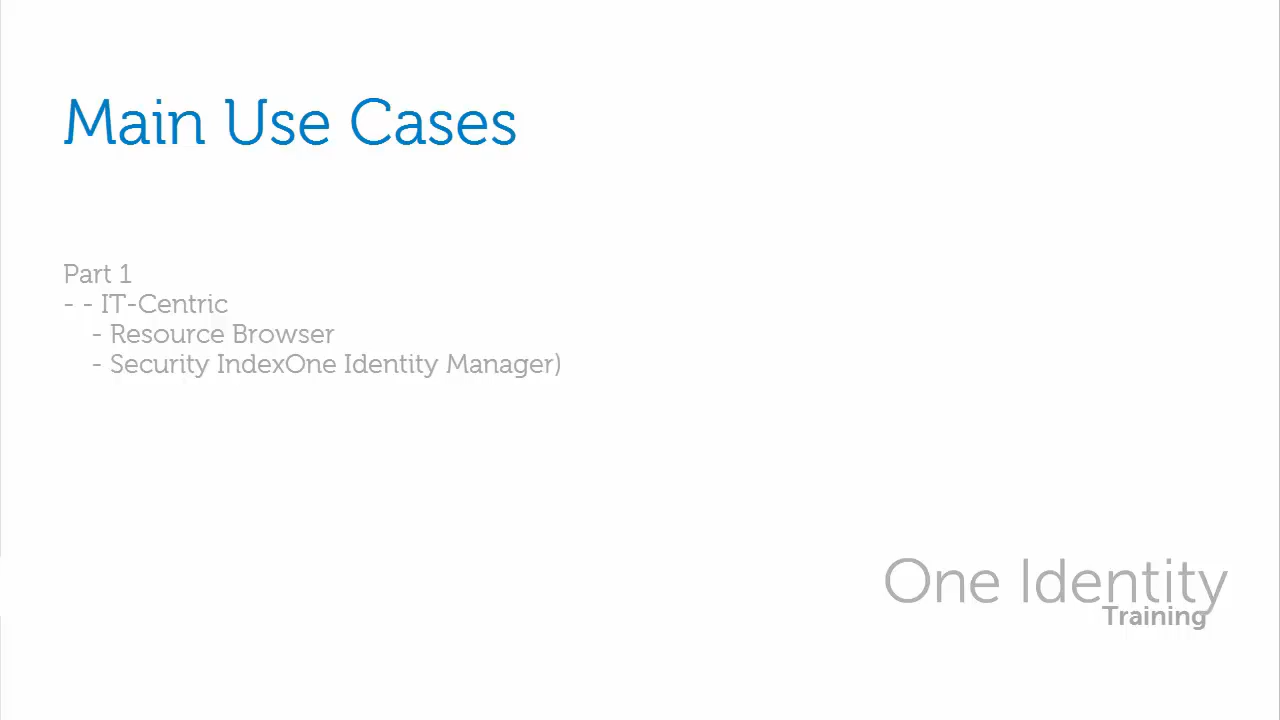 Main Use Cases
Part 1
- - IT-Centric
- Resource Browser
- Security IndexOne Identity Manager)
One Identity
Training